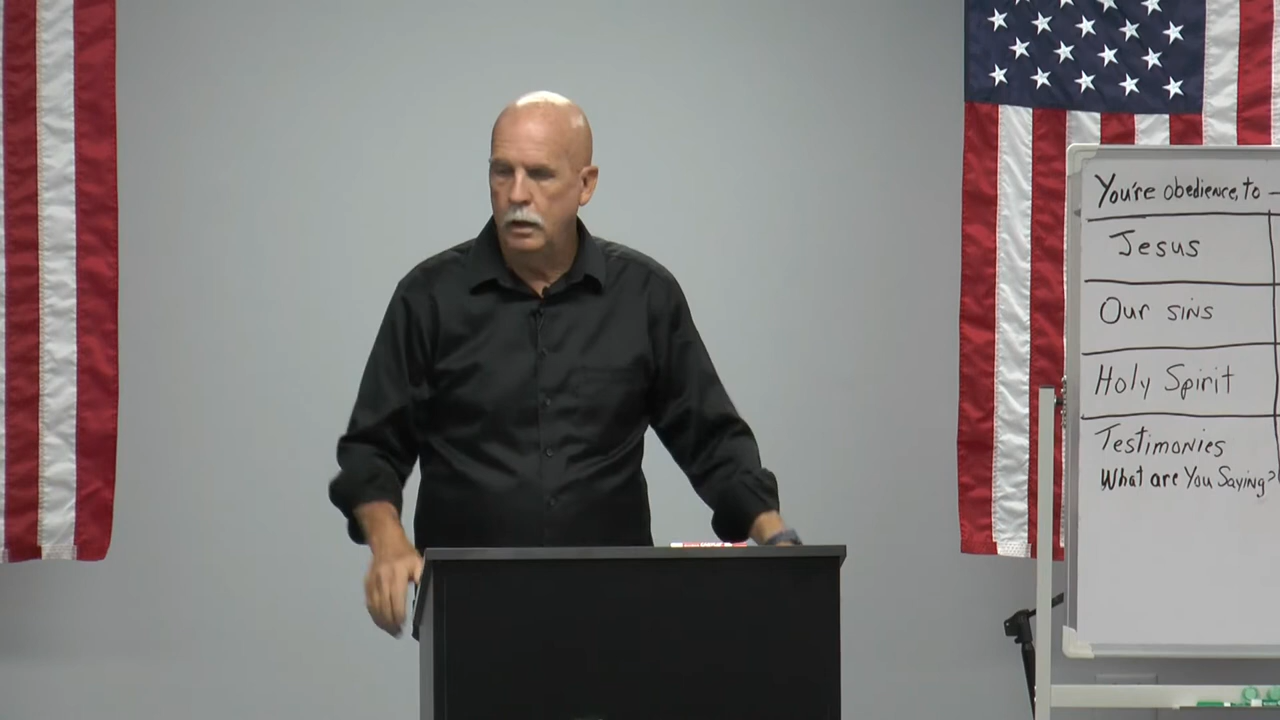 You're obedience, to -
Jesus
Our sins
Holy Spirit
Testimonies
What are You Saying?